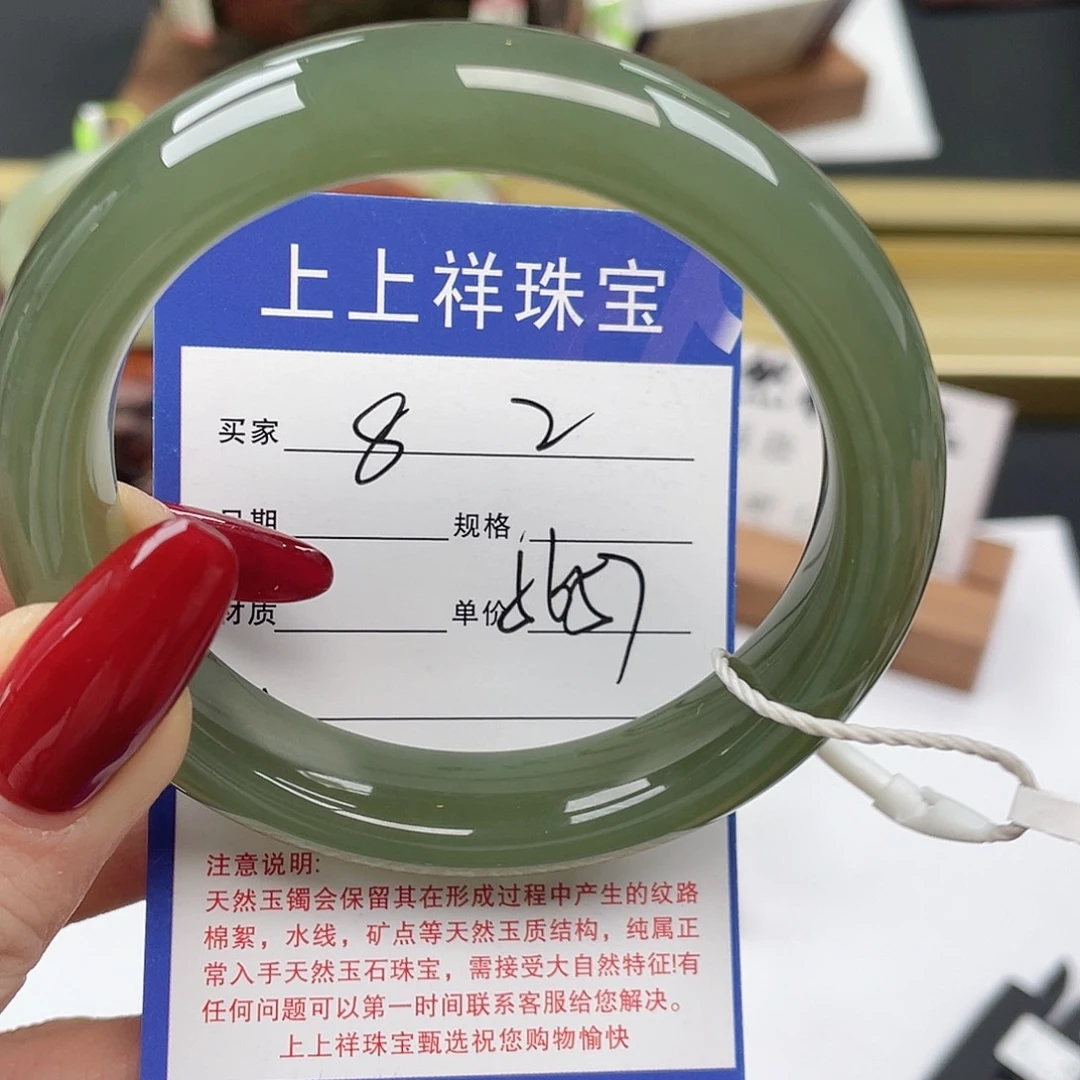 上上祥珠宝
买家 8 2
日期 规格
材质 单价
注意说明:
天然玉镯会保留其在形成过程中产生的纹路
棉絮，水线，矿点等天然玉质结构，纯属正
常入手天然玉石珠宝，需接受大自然特征!有
任何问题可以第一时间联系客服给您解决。
上上祥珠宝甄选祝您购物愉快